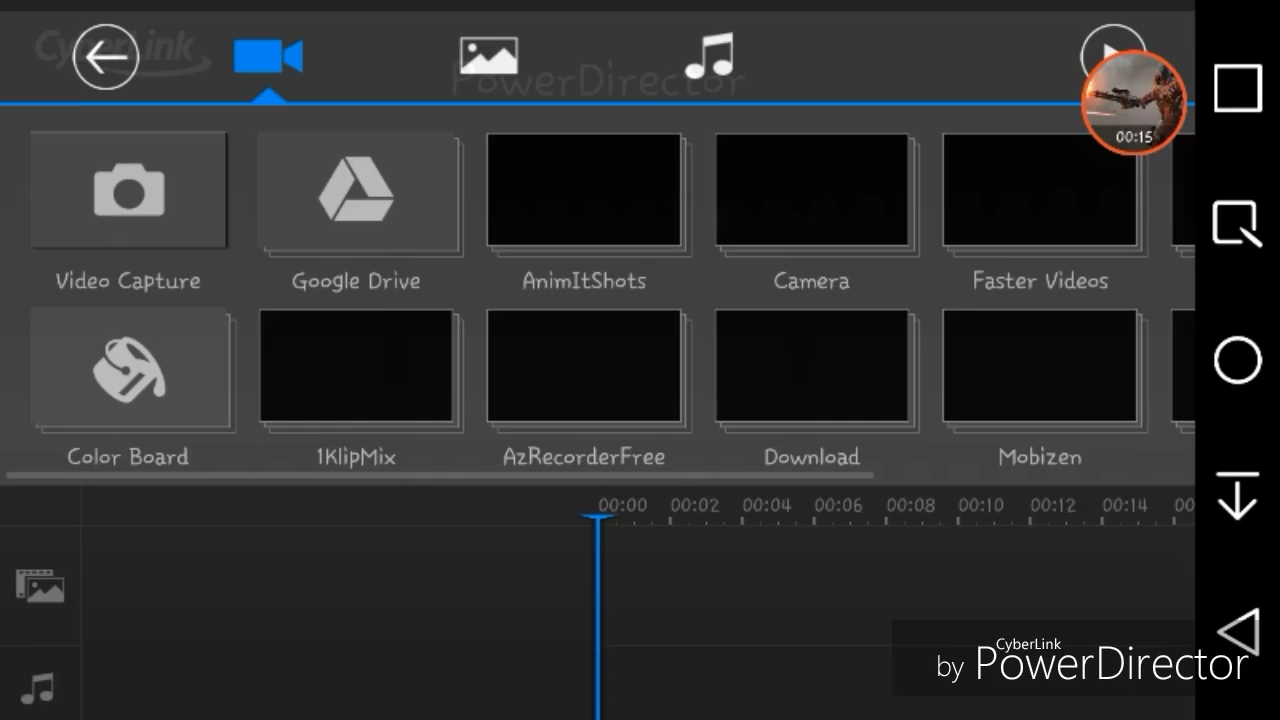 CyberLink
PowerDirector
00:15
Video Capture
Google Drive
AnimItShots
Camera
Faster Videos
Color Board
1KlipMix
AzRecorderFree
Download
Mobizen
00:00 00:02 00:04 00:06 00:08 00:10 00:12 00:14 00
CyberLink
by PowerDirector